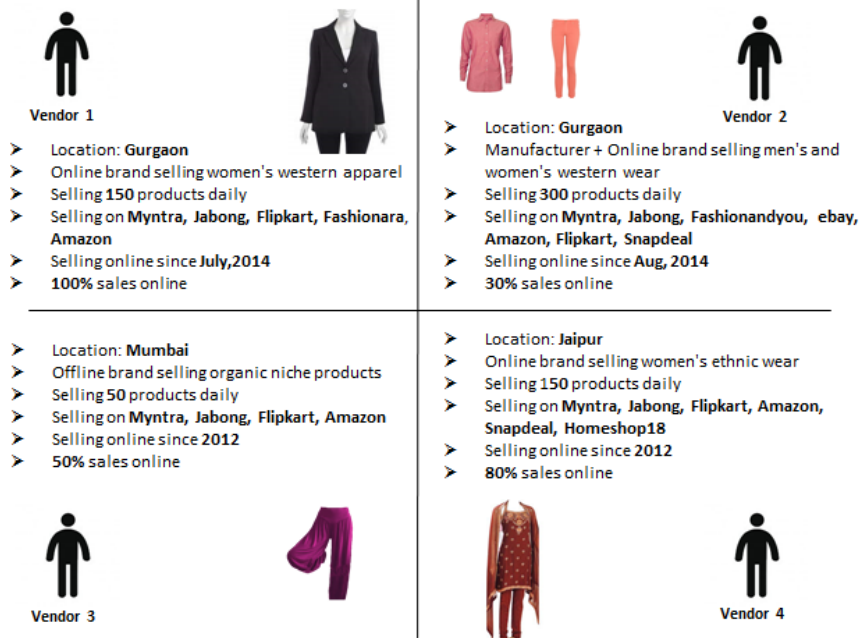 Vendor 1
➢ Location: Gurgaon
➢ Online brand selling women's western apparel
➢ Selling 150 products daily
➢ Selling on Myntra, Jabong, Flipkart, Fashionara,
Amazon
➢ Selling online since July,2014
➢ 100% sales online
Vendor 2
➢ Location: Gurgaon
➢ Manufacturer + Online brand selling men's and
women's western wear
➢ Selling 300 products daily
➢ Selling on Myntra, Jabong, Fashionandyou, ebay,
Amazon, Flipkart, Snapdeal
➢ Selling online since Aug, 2014
➢ 30% sales online
➢ Location: Mumbai
➢ Offline brand selling organic niche products
➢ Selling 50 products daily
➢ Selling on Myntra, Jabong, Flipkart, Amazon
➢ Selling online since 2012
➢ 50% sales online
Vendor 3
➢ Location: Jaipur
➢ Online brand selling women's ethnic wear
➢ Selling 150 products daily
➢ Selling on Myntra, Jabong, Flipkart, Amazon,
Snapdeal, Homeshop18
➢ Selling online since 2012
➢ 80% sales online
Vendor 4